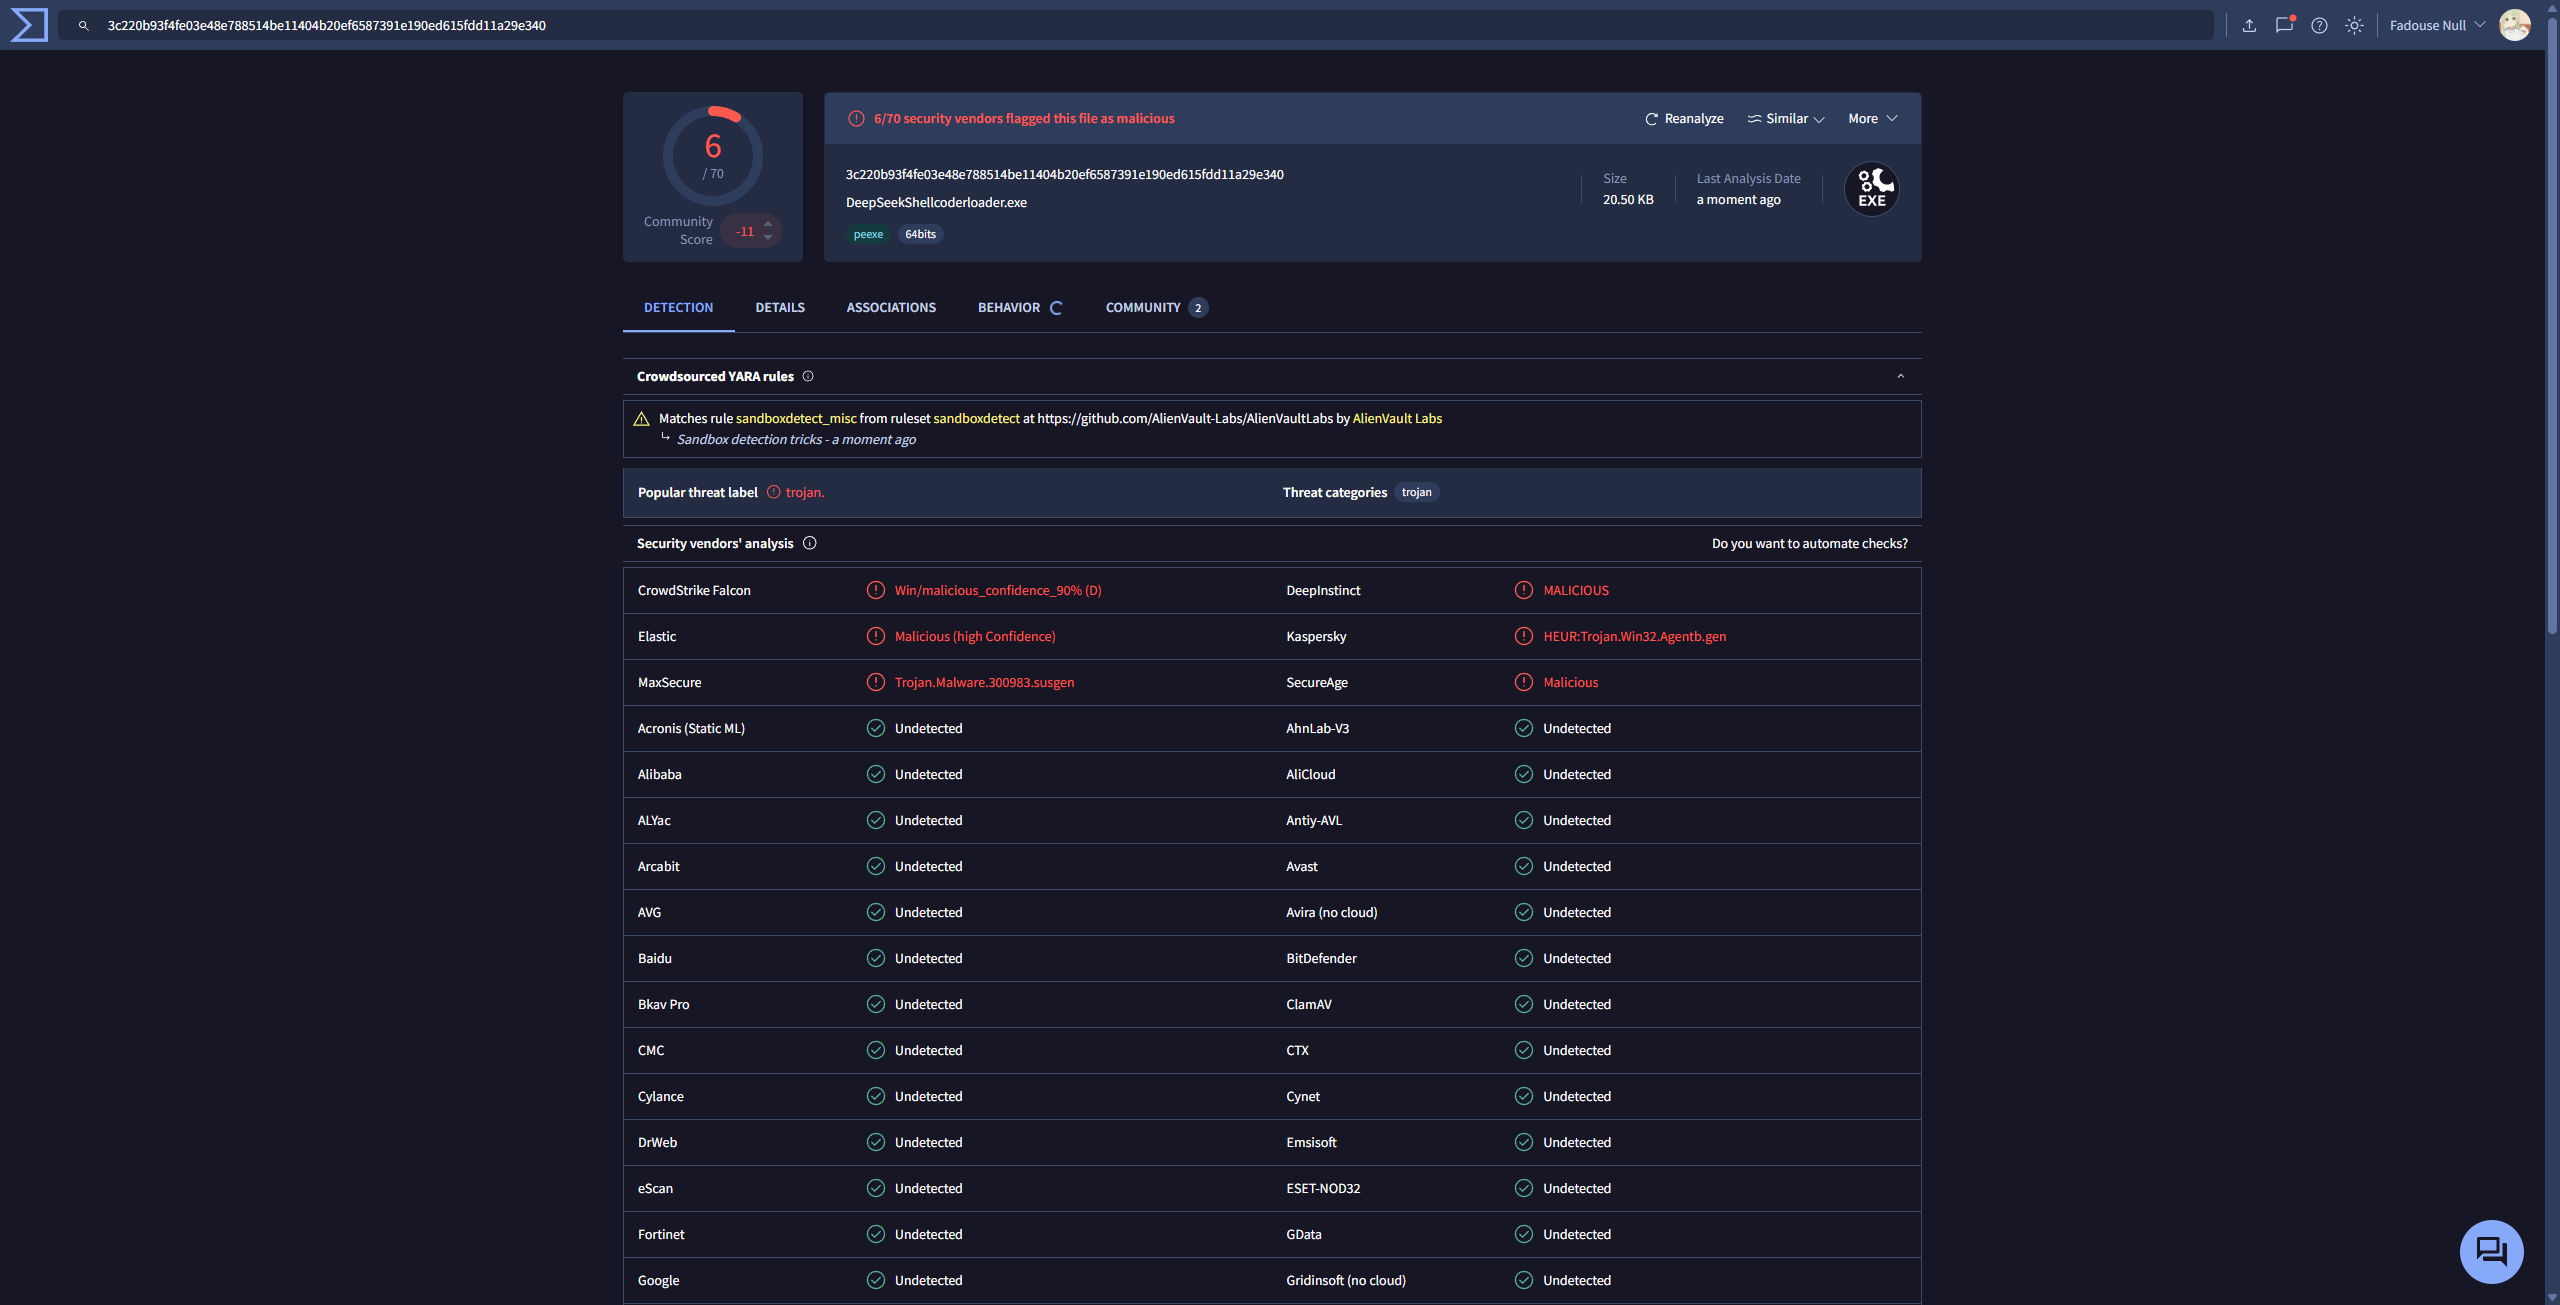 3c220b93f4fe03e48e788514be11404b20ef6587391e190ed615fdd11a29e340
Fadouse Null
6
/ 70
Community Score
-11
6/70 security vendors flagged this file as malicious
Reanalyze
Similar
More
3c220b93f4fe03e48e788514be11404b20ef6587391e190ed615fdd11a29e340
DeepSeekShellcoderloader.exe
peexe
64bits
Size
20.50 KB
Last Analysis Date
a moment ago
EXE
DETECTION
DETAILS
ASSOCIATIONS
BEHAVIOR
COMMUNITY 2
Crowdsourced YARA rules
Matches rule sandboxdetect_misc from ruleset sandboxdetect at https://github.com/AlienVault-Labs/AlienVaultLabs by AlienVault Labs
Sandbox detection tricks - a moment ago
Popular threat label trojan.
Threat categories trojan
Security vendors' analysis
Do you want to automate checks?
CrowdStrike Falcon Win/malicious_confidence_90% (D) DeepInstinct MALICIOUS
Elastic Malicious (high Confidence) Kaspersky HEUR:Trojan.Win32.Agentb.gen
MaxSecure Trojan.Malware.300983.susgen SecureAge Malicious
Acronis (Static ML) Undetected AhnLab-V3 Undetected
Alibaba Undetected AliCloud Undetected
ALYac Undetected Antiy-AVL Undetected
Arcabit Undetected Avast Undetected
AVG Undetected Avira (no cloud) Undetected
Baidu Undetected BitDefender Undetected
Bkav Pro Undetected ClamAV Undetected
CMC Undetected CTX Undetected
Cylance Undetected Cynet Undetected
DrWeb Undetected Emsisoft Undetected
eScan Undetected ESET-NOD32 Undetected
Fortinet Undetected GData Undetected
Google Undetected Gridinsoft (no cloud) Undetected